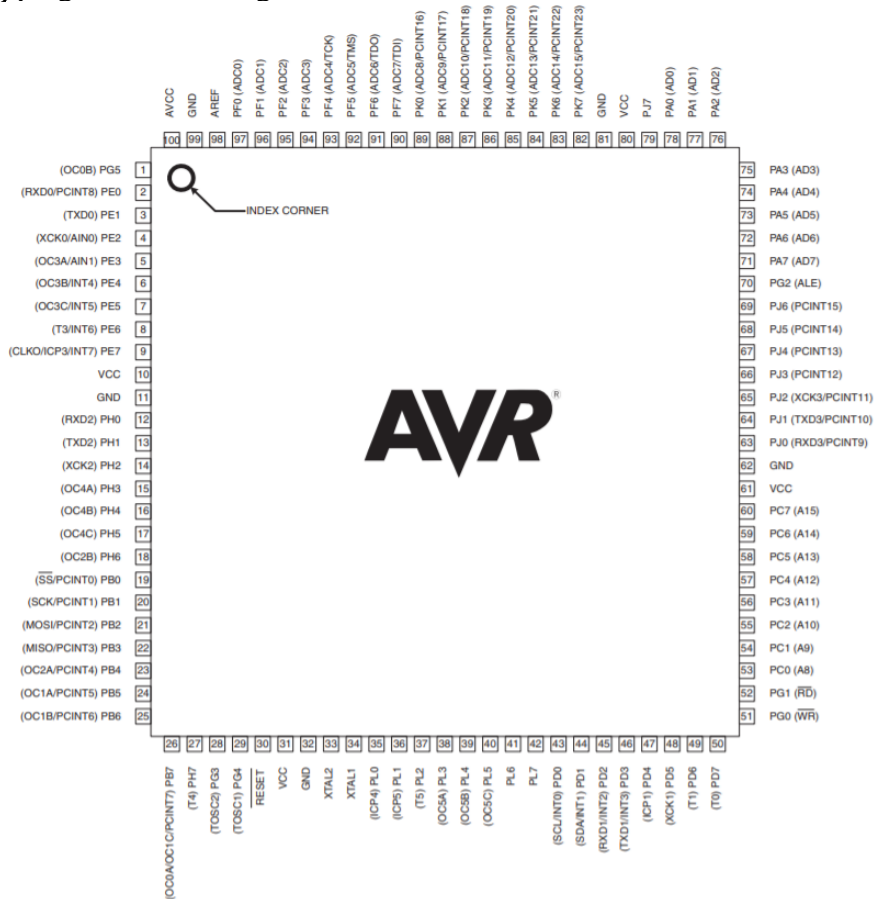 AVCC
GND
AREF
PF0 (ADC0)
PF1 (ADC1)
PF2 (ADC2)
PF3 (ADC3)
PF4 (ADC4/TCK)
PF5 (ADC5/TMS)
PF6 (ADC6/TDO)
PF7 (ADC7/TDI)
PK0 (ADC8/PCINT16)
PK1 (ADC9/PCINT17)
PK2 (ADC10/PCINT18)
PK3 (ADC11/PCINT19)
PK4 (ADC12/PCINT20)
PK5 (ADC13/PCINT21)
PK6 (ADC14/PCINT22)
PK7 (ADC15/PCINT23)
GND
VCC
PJ7
PA0 (AD0)
PA1 (AD1)
PA2 (AD2)
100 99 98 97 96 95 94 93 92 91 90 89 88 87 86 85 84 83 82 81 80 79 78 77 76
(OC0B) PG5 1
(RXD0/PCINT8) PE0 2
(TXD0) PE1 3
(XCK0/AIN0) PE2 4
(OC3A/AIN1) PE3 5
(OC3B/INT4) PE4 6
(OC3C/INT5) PE5 7
(T3/INT6) PE6 8
(CLKO/ICP3/INT7) PE7 9
VCC 10
GND 11
(RXD2) PH0 12
(TXD2) PH1 13
(XCK2) PH2 14
(OC4A) PH3 15
(OC4B) PH4 16
(OC4C) PH5 17
(OC2B) PH6 18
(SS/PCINT0) PB0 19
(SCK/PCINT1) PB1 20
(MOSI/PCINT2) PB2 21
(MISO/PCINT3) PB3 22
(OC2A/PCINT4) PB4 23
(OC1A/PCINT5) PB5 24
(OC1B/PCINT6) PB6 25
INDEX CORNER
AVR®
75 PA3 (AD3)
74 PA4 (AD4)
73 PA5 (AD5)
72 PA6 (AD6)
71 PA7 (AD7)
70 PG2 (ALE)
69 PJ6 (PCINT15)
68 PJ5 (PCINT14)
67 PJ4 (PCINT13)
66 PJ3 (PCINT12)
65 PJ2 (XCK3/PCINT11)
64 PJ1 (TXD3/PCINT10)
63 PJ0 (RXD3/PCINT9)
62 GND
61 VCC
60 PC7 (A15)
59 PC6 (A14)
58 PC5 (A13)
57 PC4 (A12)
56 PC3 (A11)
55 PC2 (A10)
54 PC1 (A9)
53 PC0 (A8)
52 PG1 (RD)
51 PG0 (WR)
26 27 28 29 30 31 32 33 34 35 36 37 38 39 40 41 42 43 44 45 46 47 48 49 50
(OC0A/OC1C/PCINT7) PB7
(T4) PH7
(TOSC2) PG3
(TOSC1) PG4
RESET
VCC
GND
XTAL2
XTAL1
(ICP4) PL0
(ICP5) PL1
(T5) PL2
(OC5A) PL3
(OC5B) PL4
(OC5C) PL5
PL6
PL7
(SCL/INT0) PD0
(SDA/INT1) PD1
(RXD1/INT2) PD2
(TXD1/INT3) PD3
(ICP1) PD4
(XCK1) PD5
(T1) PD6
(T0) PD7